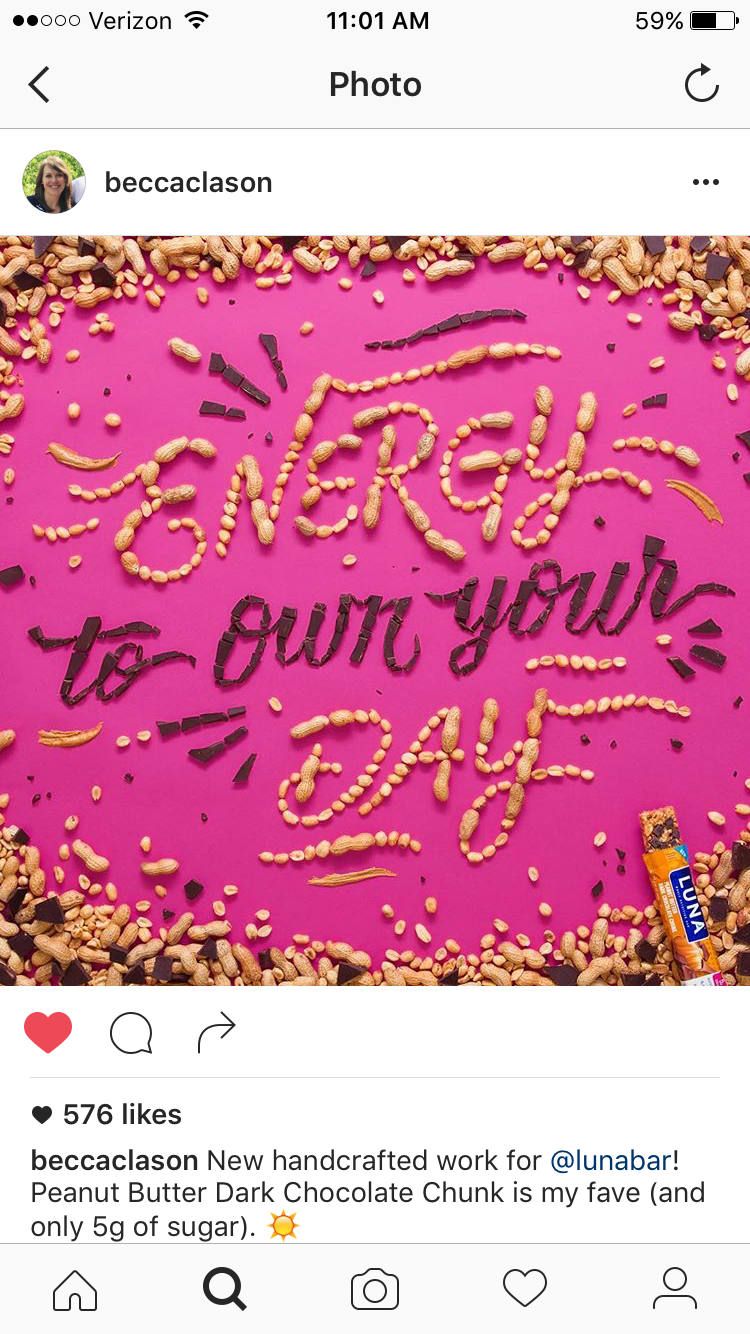 Verizon 11:01 AM 59%
Photo
beccaclason
ENERGY
to own your
DAY
LUNA
576 likes
beccaclason New handcrafted work for @lunabar!
Peanut Butter Dark Chocolate Chunk is my fave (and
only 5g of sugar). ☀️